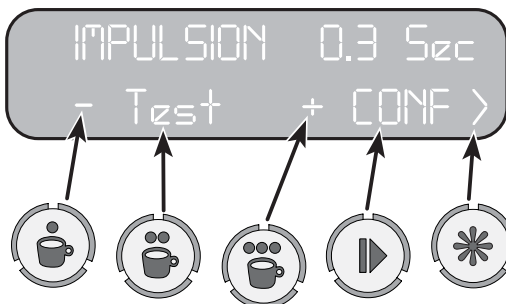 IMPULSION 0.3 Sec
- Test + CONF >